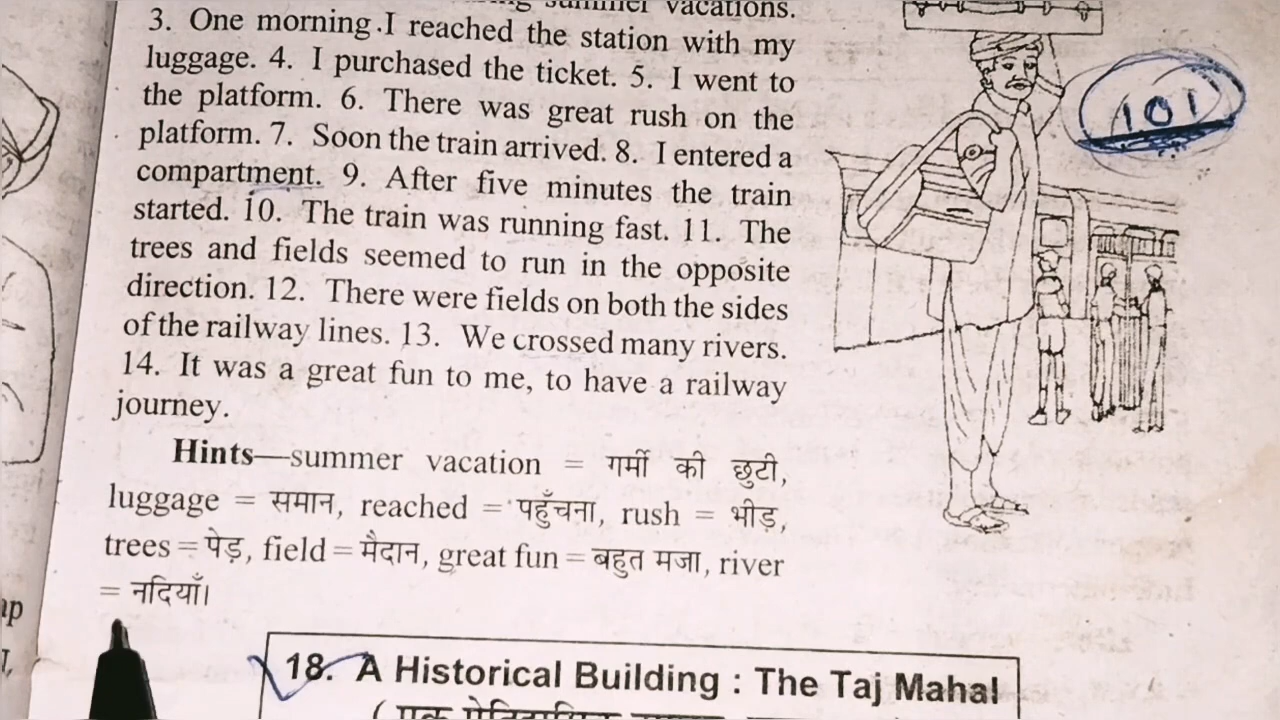 summer vacations.
3. One morning I reached the station with my
luggage. 4. I purchased the ticket. 5. I went to
the platform. 6. There was great rush on the
platform. 7. Soon the train arrived. 8. I entered a
compartment. 9. After five minutes the train
started. 10. The train was running fast. 11. The
trees and fields seemed to run in the opposite
direction. 12. There were fields on both the sides
of the railway lines. 13. We crossed many rivers.
14. It was a great fun to me, to have a railway
journey.
Hints—summer vacation = गर्मी की छुटी,
luggage = समान, reached = पहुँचना, rush = भीड़,
trees = पेड़, field = मैदान, great fun = बहुत मजा, river
= नदियाँ।
18. A Historical Building : The Taj Mahal
101